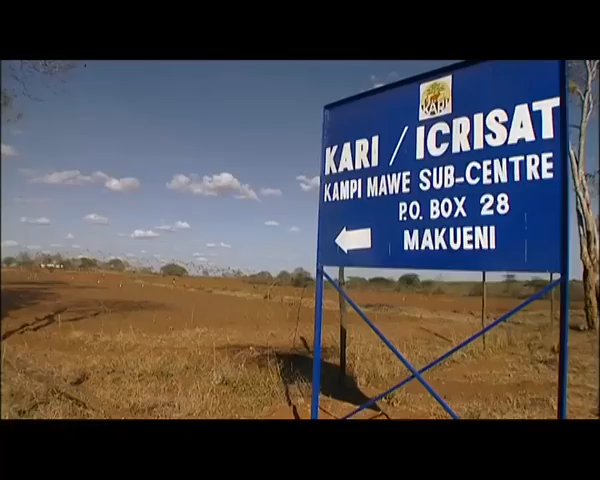 KARI
KARI / ICRISAT
KAMPI MAWE SUB-CENTRE
P.O. BOX 28
MAKUENI